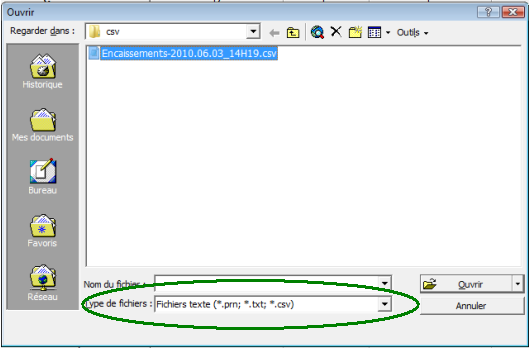 Ouvrir
Regarder dans : csv Outils
Encaissements-2010.06.03_14H19.csv
Historique
Mes documents
Bureau
Favoris
Réseau
Nom du fichier : Ouvrir
Type de fichiers : Fichiers texte (*.prn; *.txt; *.csv) Annuler